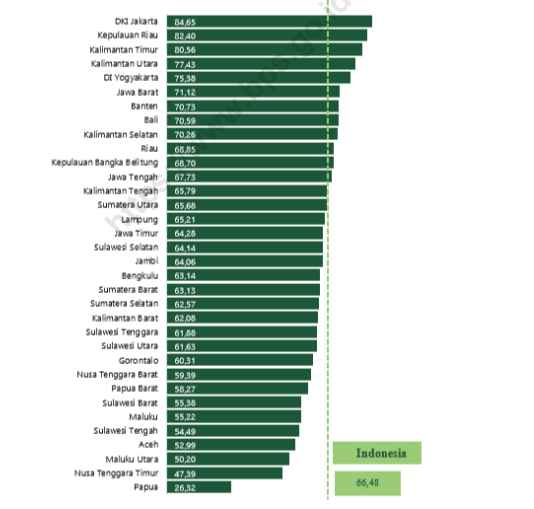 DKI Jakarta 84,65
Kepulauan Riau 82,40
Kalimantan Timur 80,56
Kalimantan Utara 77,43
DI Yogyakarta 75,38
Jawa Barat 71,12
Banten 70,73
Bali 70,59
Kalimantan Selatan 70,26
Riau 68,85
Kepulauan Bangka Belitung 68,70
Jawa Tengah 67,73
Kalimantan Tengah 65,79
Sumatera Utara 65,68
Lampung 65,21
Jawa Timur 64,28
Sulawesi Selatan 64,14
Jambi 64,06
Bengkulu 63,14
Sumatera Barat 63,13
Sumatera Selatan 62,57
Kalimantan Barat 62,08
Sulawesi Tenggara 61,88
Sulawesi Utara 61,63
Gorontalo 60,31
Nusa Tenggara Barat 59,39
Papua Barat 58,27
Sulawesi Barat 55,38
Maluku 55,22
Sulawesi Tengah 54,49
Aceh 52,99
Maluku Utara 50,20
Nusa Tenggara Timur 47,39
Papua 26,32
Indonesia
66,48